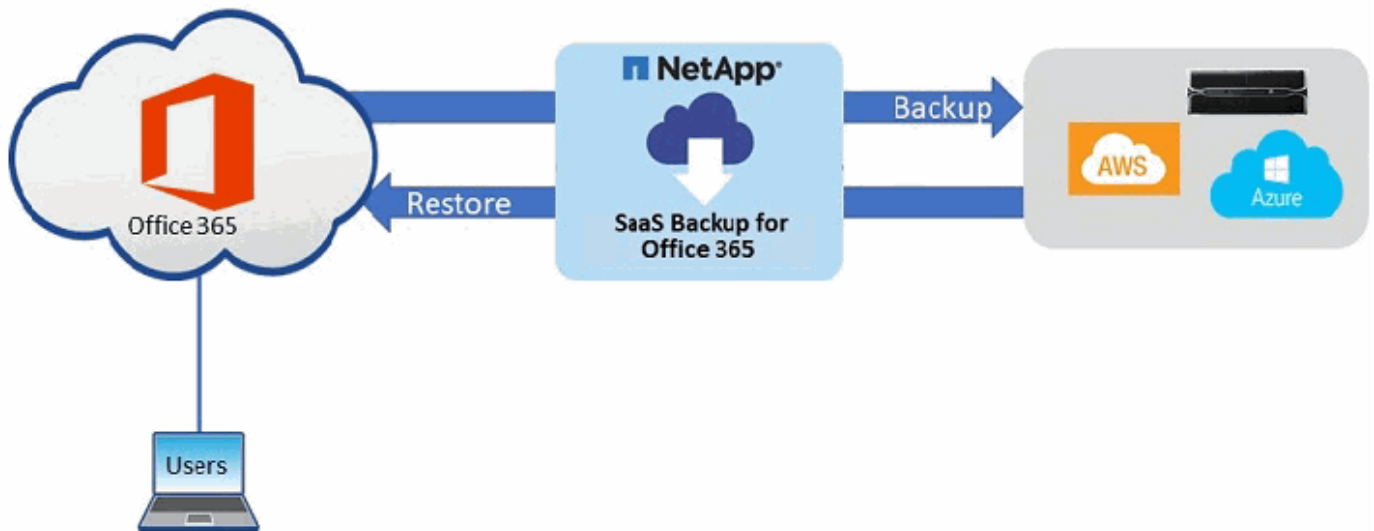 Office 365
Users
Restore
NetApp®
SaaS Backup for
Office 365
Backup
AWS
Azure